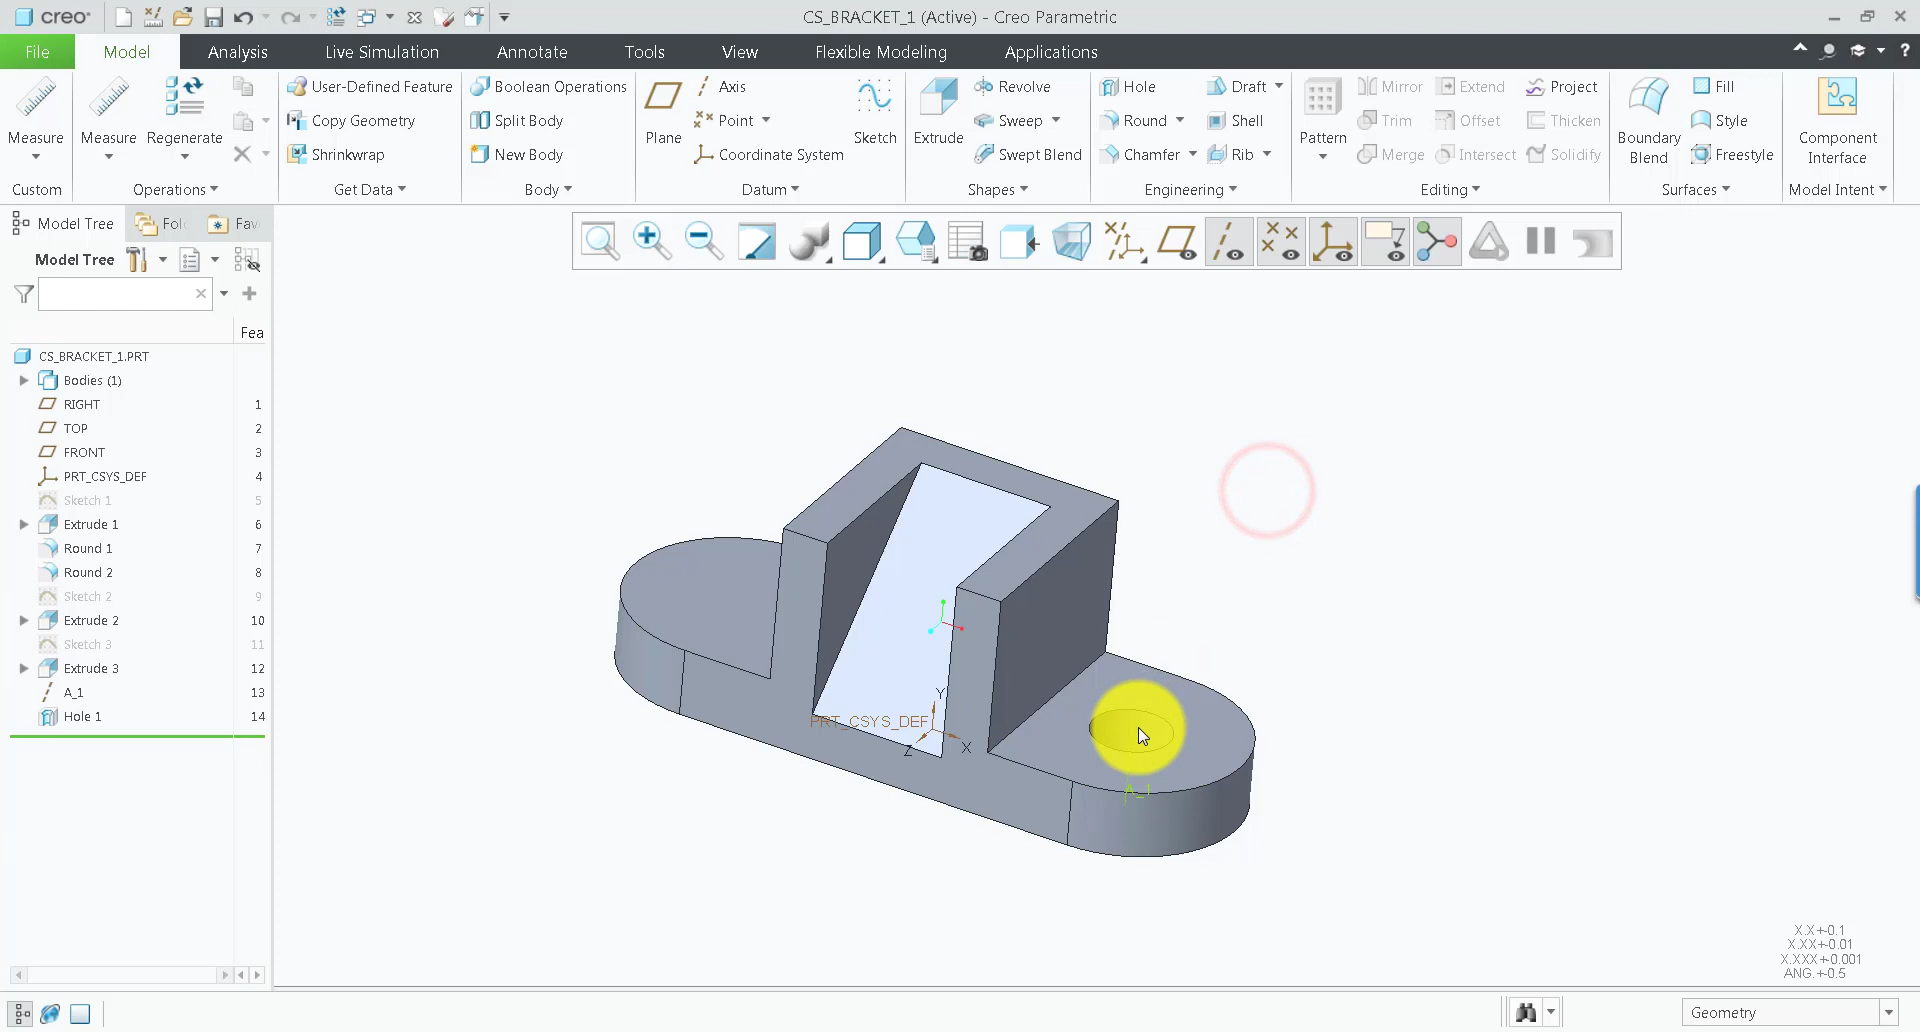 creo
CS_BRACKET_1 (Active) - Creo Parametric
File Model Analysis Live Simulation Annotate Tools View Flexible Modeling Applications
User-Defined Feature Boolean Operations Axis Revolve Hole Draft Mirror Extend Project Fill
Copy Geometry Split Body Point Sweep Round Shell Trim Offset Thicken Style
Measure Measure Regenerate Plane Sketch Extrude Pattern Boundary Blend Component Interface
Shrinkwrap New Body Coordinate System Swept Blend Chamfer Rib Merge Intersect Solidify Freestyle
Custom Operations Get Data Body Datum Shapes Engineering Editing Surfaces Model Intent
Model Tree Fol Fav
Model Tree
Fea
CS_BRACKET_1.PRT
Bodies (1)
RIGHT 1
TOP 2
FRONT 3
PRT_CSYS_DEF 4
Sketch 1 5
Extrude 1 6
Round 1 7
Round 2 8
Sketch 2 9
Extrude 2 10
Sketch 3 11
Extrude 3 12
A_1 13
Hole 1 14
Y
PRT_CSYS_DEF
Z X
A_1
X.X+-0.1
X.XX+-0.01
X.XXX+-0.001
ANG.+-0.5
Geometry